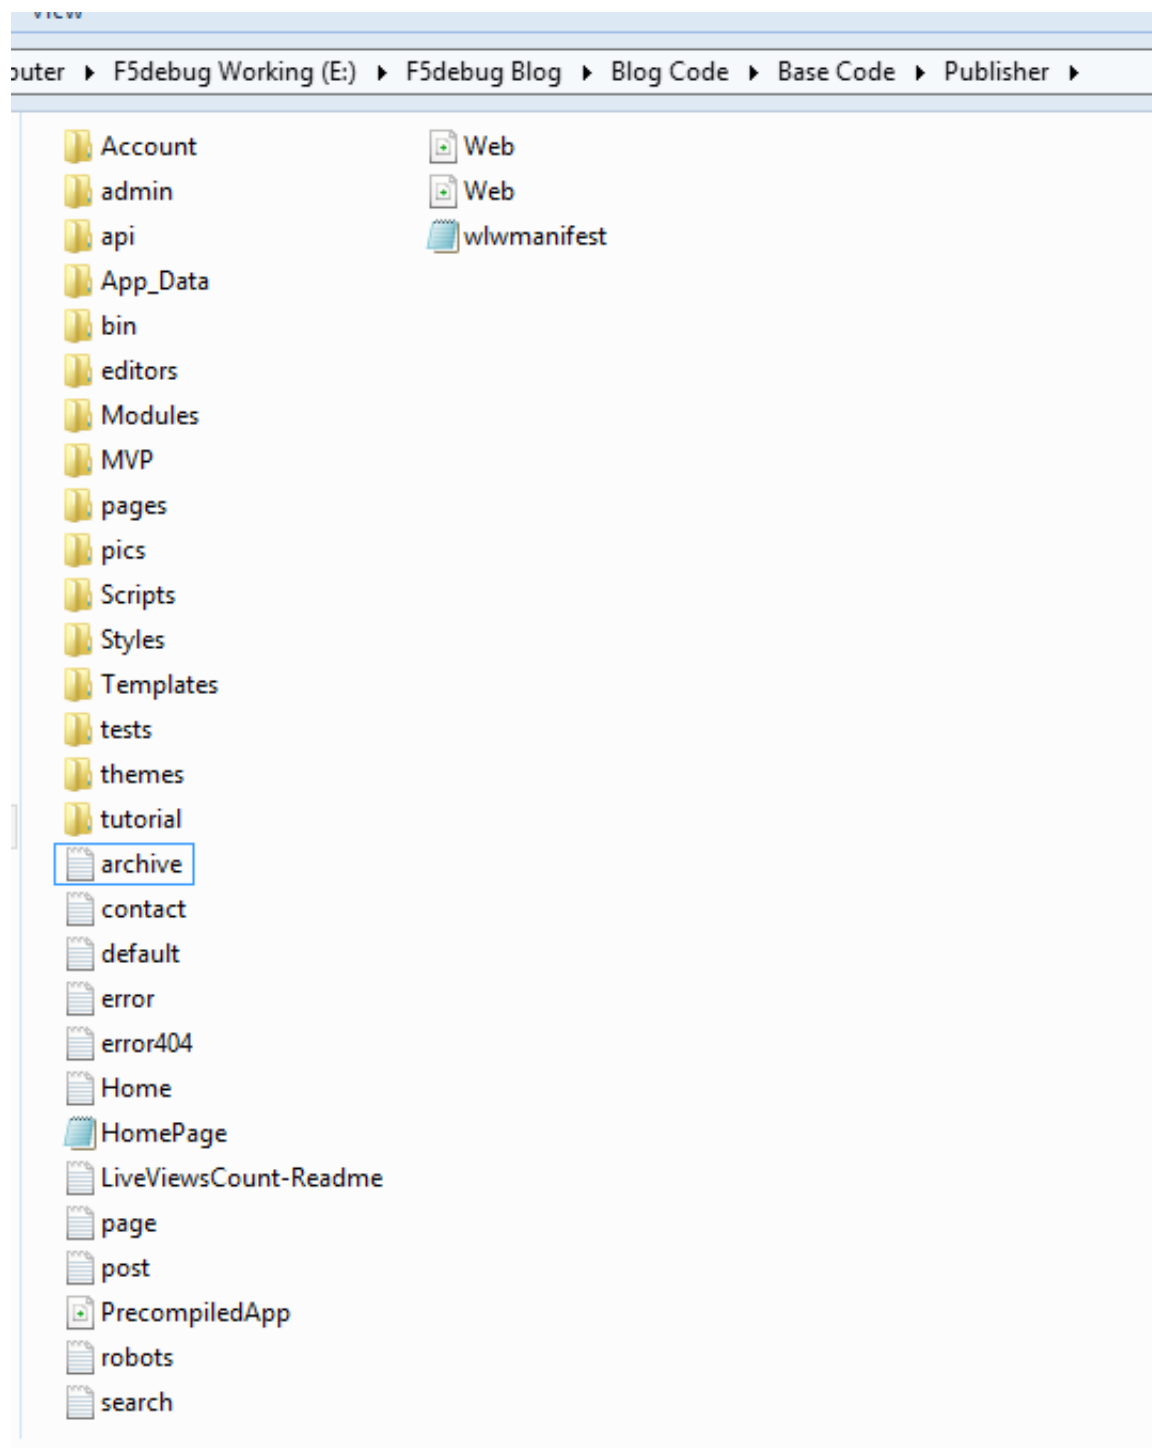 View
puter ▸ F5debug Working (E:) ▸ F5debug Blog ▸ Blog Code ▸ Base Code ▸ Publisher ▸
Account
admin
api
App_Data
bin
editors
Modules
MVP
pages
pics
Scripts
Styles
Templates
tests
themes
tutorial
archive
contact
default
error
error404
Home
HomePage
LiveViewsCount-Readme
page
post
PrecompiledApp
robots
search
Web
Web
wlwmanifest